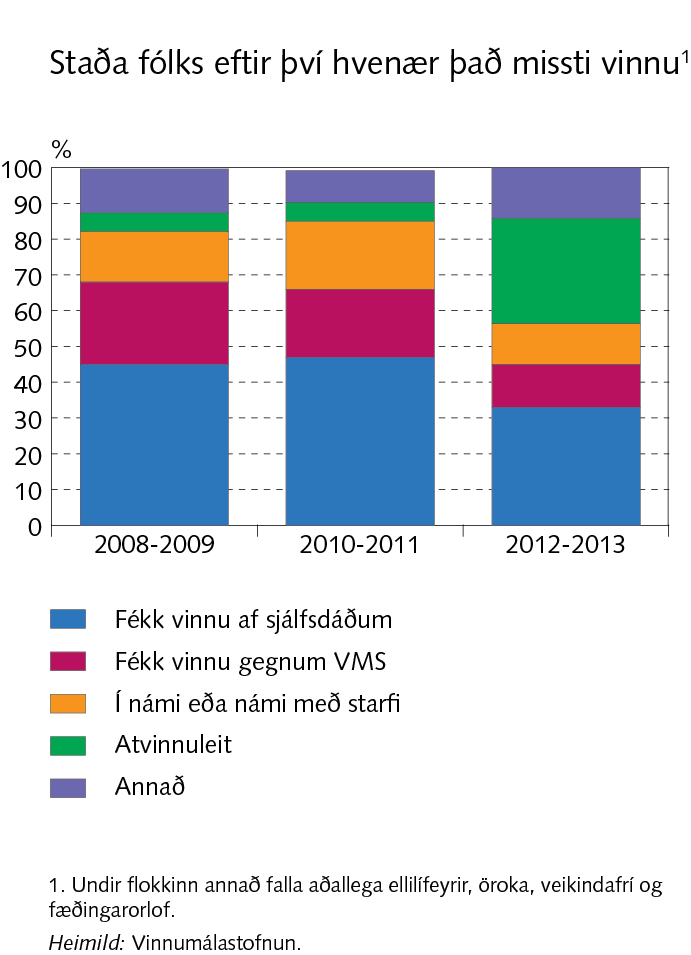 Staða fólks eftir því hvenær það missti vinnu¹
%
100
90
80
70
60
50
40
30
20
10
0
2008-2009 2010-2011 2012-2013
Fékk vinnu af sjálfsdáðum
Fékk vinnu gegnum VMS
Í námi eða námi með starfi
Atvinnuleit
Annað
1. Undir flokkinn annað falla aðallega ellilífeyrir, öroka, veikindafrí og
fæðingarorlof.
Heimild: Vinnumálastofnun.